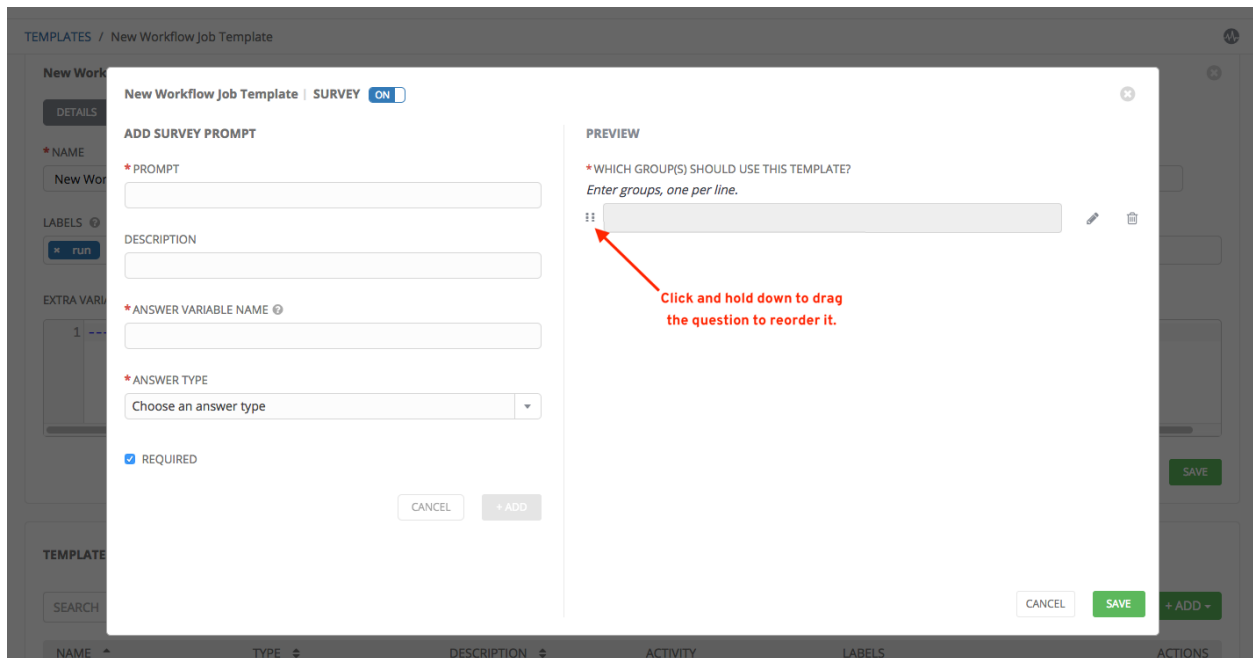 TEMPLATES / New Workflow Job Template
New Work
DETAILS
* NAME
New Wor
LABELS
× run
EXTRA VARIA
1 ---
SAVE
New Workflow Job Template | SURVEY ON
ADD SURVEY PROMPT
* PROMPT
DESCRIPTION
* ANSWER VARIABLE NAME
* ANSWER TYPE
Choose an answer type
REQUIRED
CANCEL + ADD
PREVIEW
* WHICH GROUP(S) SHOULD USE THIS TEMPLATE?
Enter groups, one per line.
Click and hold down to drag
the question to reorder it.
CANCEL SAVE
TEMPLATE
SEARCH
+ ADD
NAME TYPE DESCRIPTION ACTIVITY LABELS ACTIONS